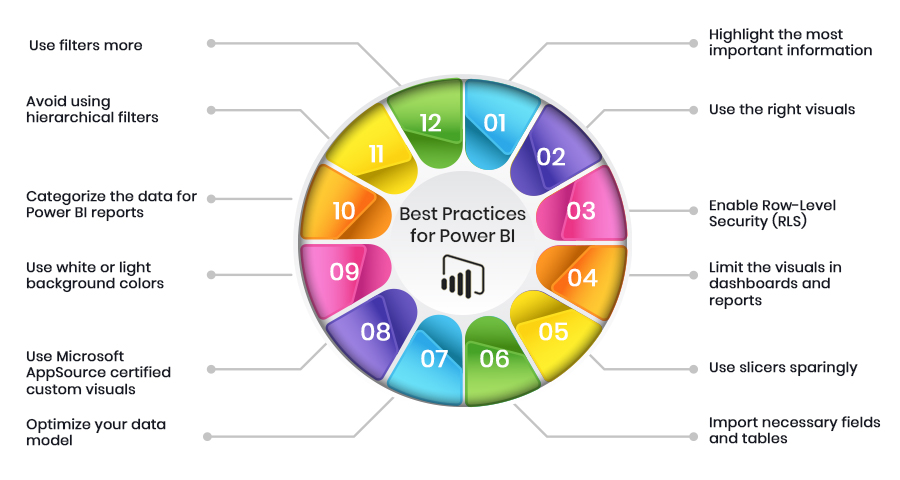 Best Practices
for Power BI
01
Highlight the most
important information
02
Use the right visuals
03
Enable Row-Level
Security (RLS)
04
Limit the visuals in
dashboards and
reports
05
Use slicers sparingly
06
Import necessary fields
and tables
07
Optimize your data
model
08
Use Microsoft
AppSource certified
custom visuals
09
Use white or light
background colors
10
Categorize the data for
Power BI reports
11
Avoid using
hierarchical filters
12
Use filters more